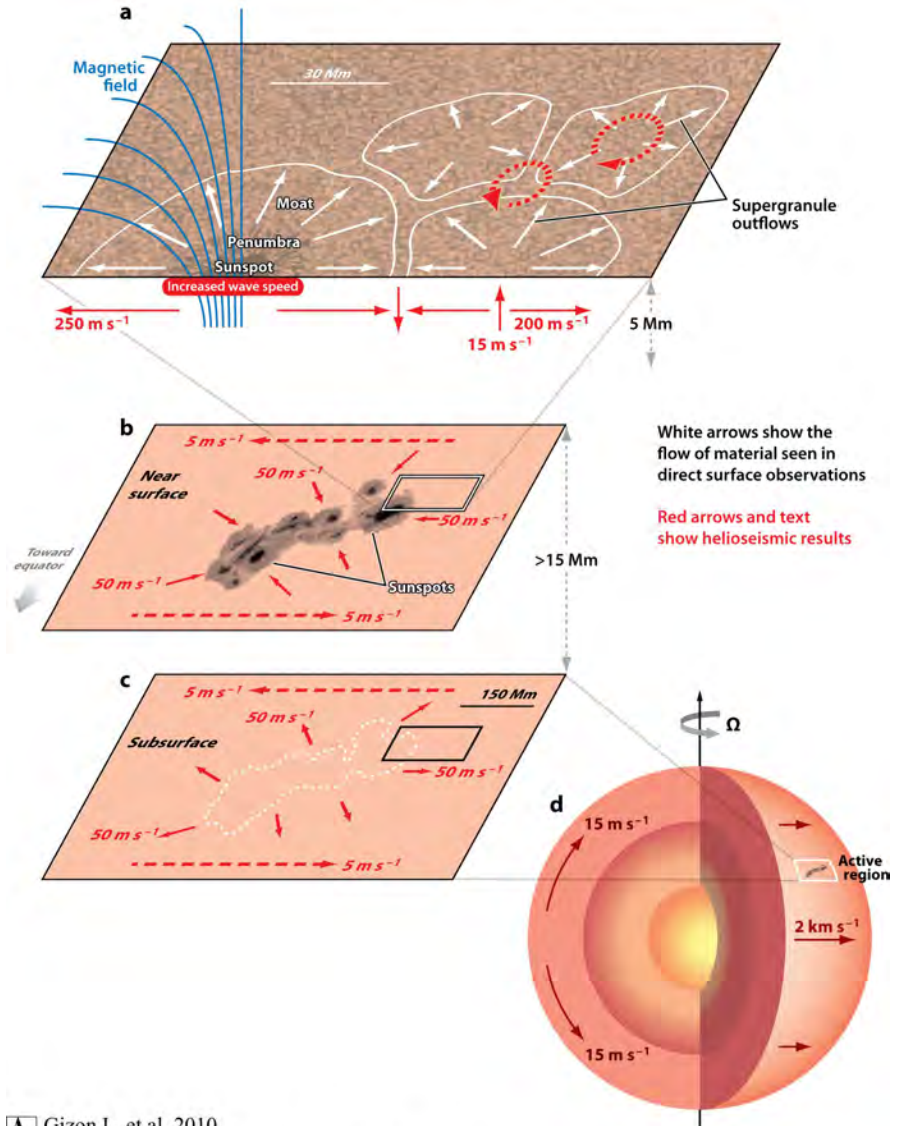 a
Magnetic
field
30 Mm
Moat
Penumbra
Sunspot
Increased wave speed
Supergranule
outflows
250 m s⁻¹
200 m s⁻¹
15 m s⁻¹
5 Mm
b
5 m s⁻¹
Near
surface
50 m s⁻¹
50 m s⁻¹
Toward
equator
50 m s⁻¹
Sunspots
5 m s⁻¹
White arrows show the
flow of material seen in
direct surface observations
Red arrows and text
show helioseismic results
>15 Mm
c
5 m s⁻¹
150 Mm
50 m s⁻¹
Subsurface
50 m s⁻¹
50 m s⁻¹
5 m s⁻¹
Ω
d
15 m s⁻¹
Active
region
2 km s⁻¹
15 m s⁻¹
Gizon L, et al. 2010